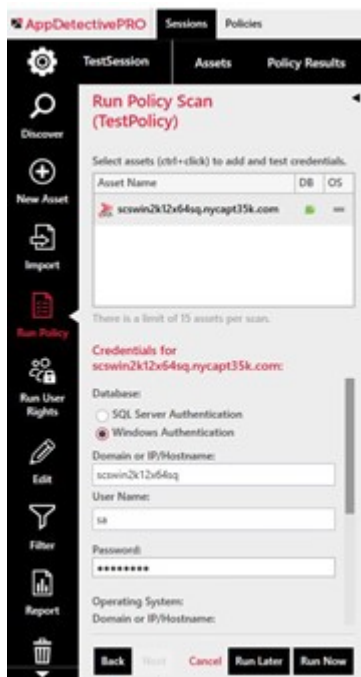 AppDetectivePRO Sessions Policies
TestSession Assets Policy Results
Discover
New Asset
Import
Run Policy
Run User
Rights
Edit
Filter
Report
Run Policy Scan
(TestPolicy)
Select assets (ctrl+click) to add and test credentials.
Asset Name DB OS
scswin2k12x64sq.nycapt35k.com
There is a limit of 15 assets per scan.
Credentials for
scswin2k12x64sq.nycapt35k.com:
Database:
SQL Server Authentication
Windows Authentication
Domain or IP/Hostname:
scswin2k12x64sq
User Name:
sa
Password:
********
Operating System:
Domain or IP/Hostname:
Back Next Cancel Run Later Run Now